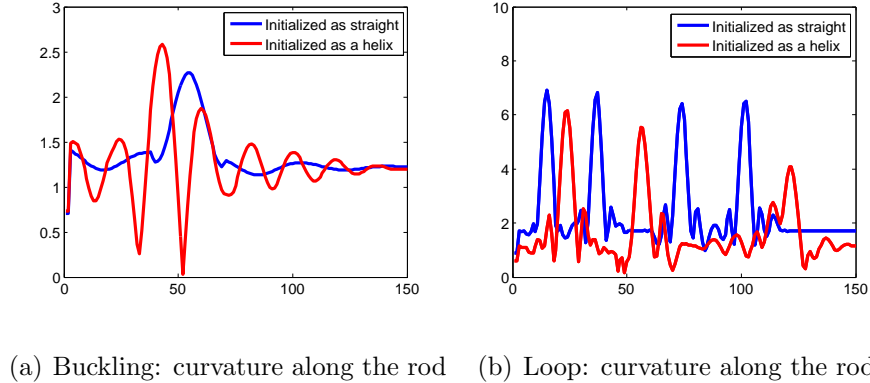 3
2.5
2
1.5
1
0.5
0
0 50 100 150
Initialized as straight
Initialized as a helix
(a) Buckling: curvature along the rod
10
8
6
4
2
0
0 50 100 150
Initialized as straight
Initialized as a helix
(b) Loop: curvature along the rod